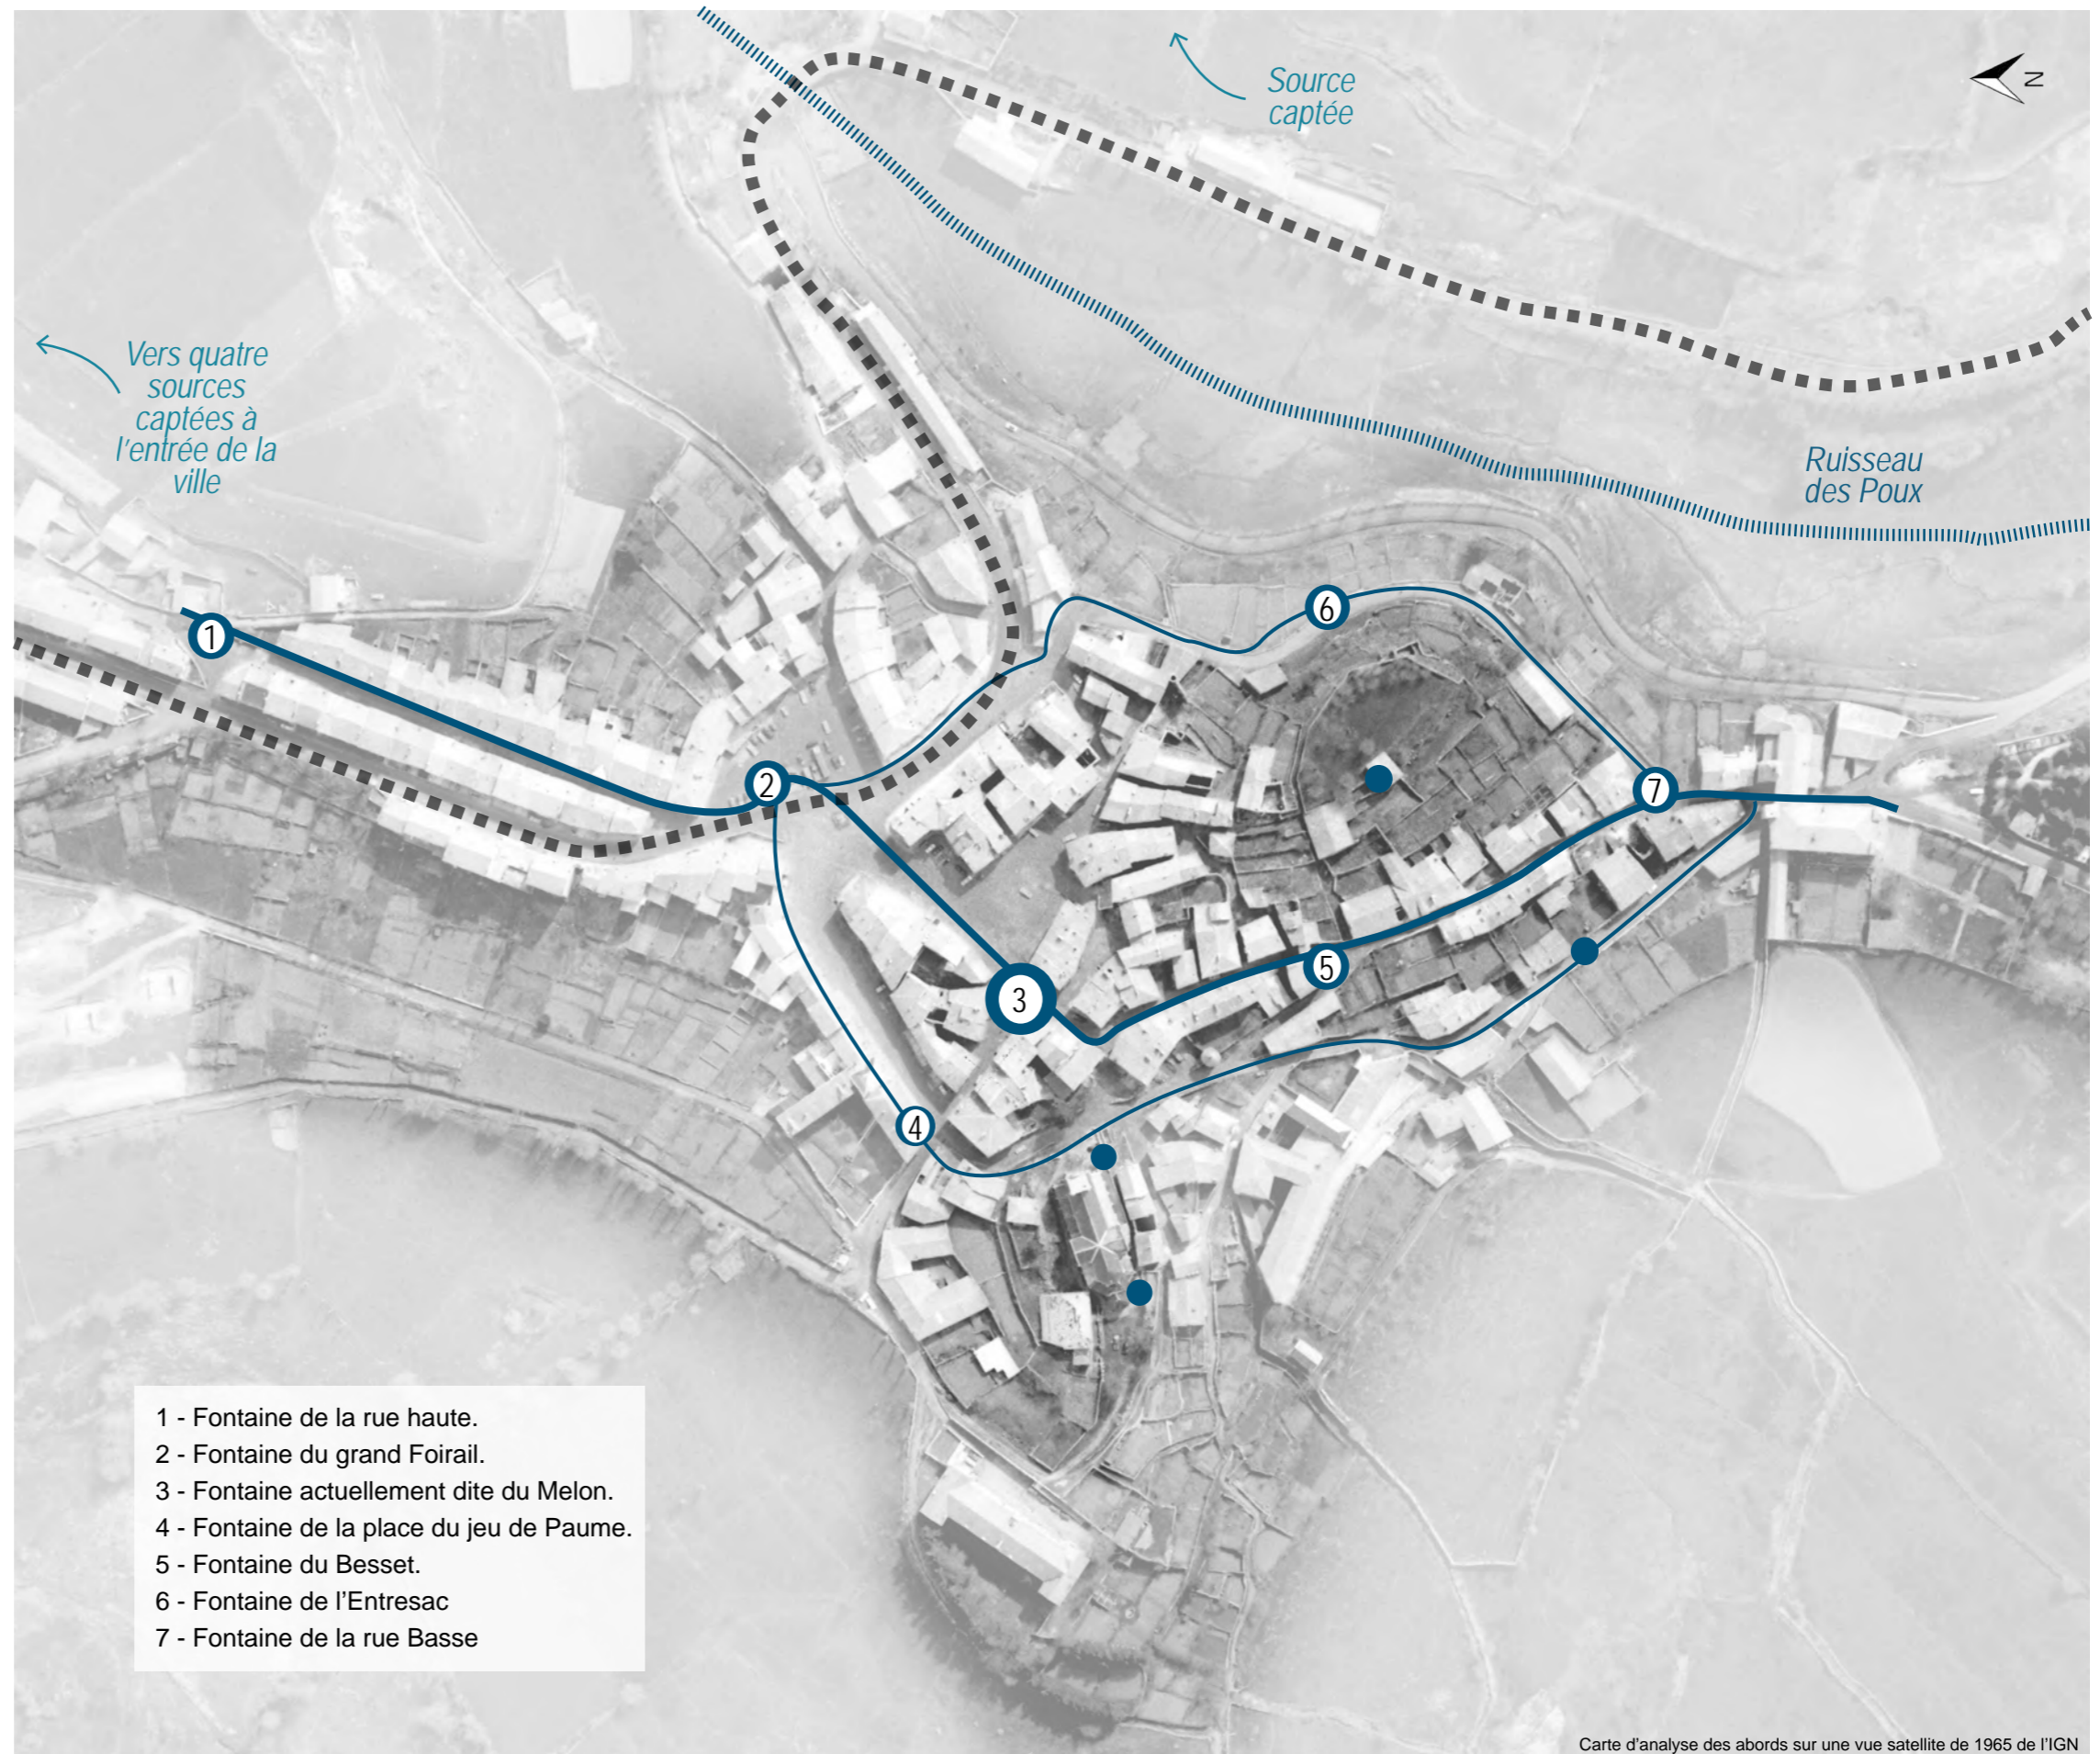 Source
captée
N
Vers quatre
sources
captées à
l'entrée de la
ville
Ruisseau
des Poux
1
2
3
4
5
6
7
1 - Fontaine de la rue haute.
2 - Fontaine du grand Foirail.
3 - Fontaine actuellement dite du Melon.
4 - Fontaine de la place du jeu de Paume.
5 - Fontaine du Besset.
6 - Fontaine de l'Entresac
7 - Fontaine de la rue Basse
Carte d'analyse des abords sur une vue satellite de 1965 de l'IGN